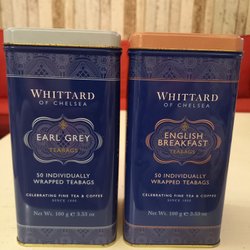 WHITTARD
OF CHELSEA
EARL GREY
TEABAGS
50 INDIVIDUALLY
WRAPPED TEABAGS
CELEBRATING FINE TEA & COFFEE
SINCE 1886
Net Wt. 100 g ℮ 3.53 oz
WHITTARD
OF CHELSEA
ENGLISH
BREAKFAST
TEABAGS
50 INDIVIDUALLY
WRAPPED TEABAGS
CELEBRATING FINE TEA & COFFEE
SINCE 1886
Net Wt. 100 g ℮ 3.53 oz